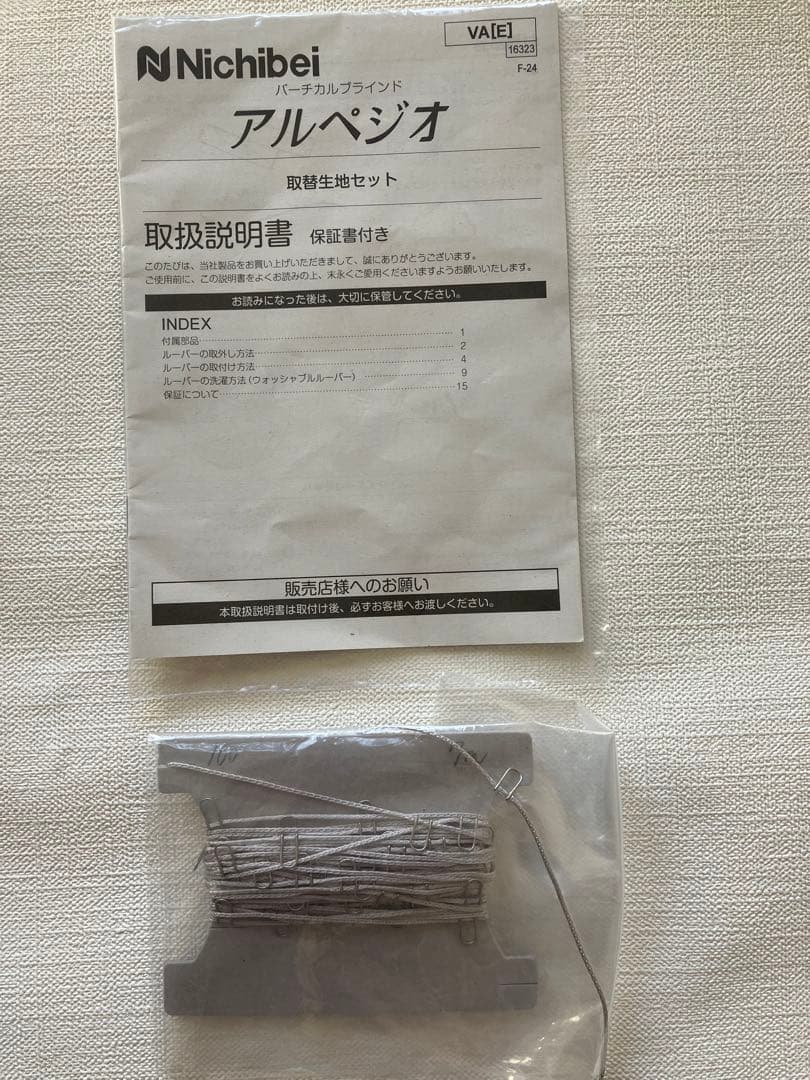 VA[E]
16323
F-24
Nichibei
バーチカルブラインド
アルペジオ
取替生地セット
取扱説明書 保証書付き
このたびは、当社製品をお買い上げいただきまして、誠にありがとうございます。
ご使用前に、この説明書をよくお読みの上、末永くご愛用くださいますようお願いいたします。
お読みになった後は、大切に保管してください。
INDEX
付属部品 1
ルーバーの取外し方法 2
ルーバーの取付け方法 4
ルーバーの洗濯方法(ウォッシャブルルーバー) 9
保証について 15
販売店様へのお願い
本取扱説明書は取付け後、必ずお客様へお渡しください。